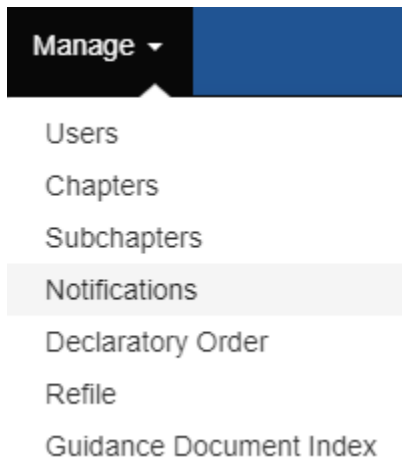 Manage
Users
Chapters
Subchapters
Notifications
Declaratory Order
Refile
Guidance Document Index